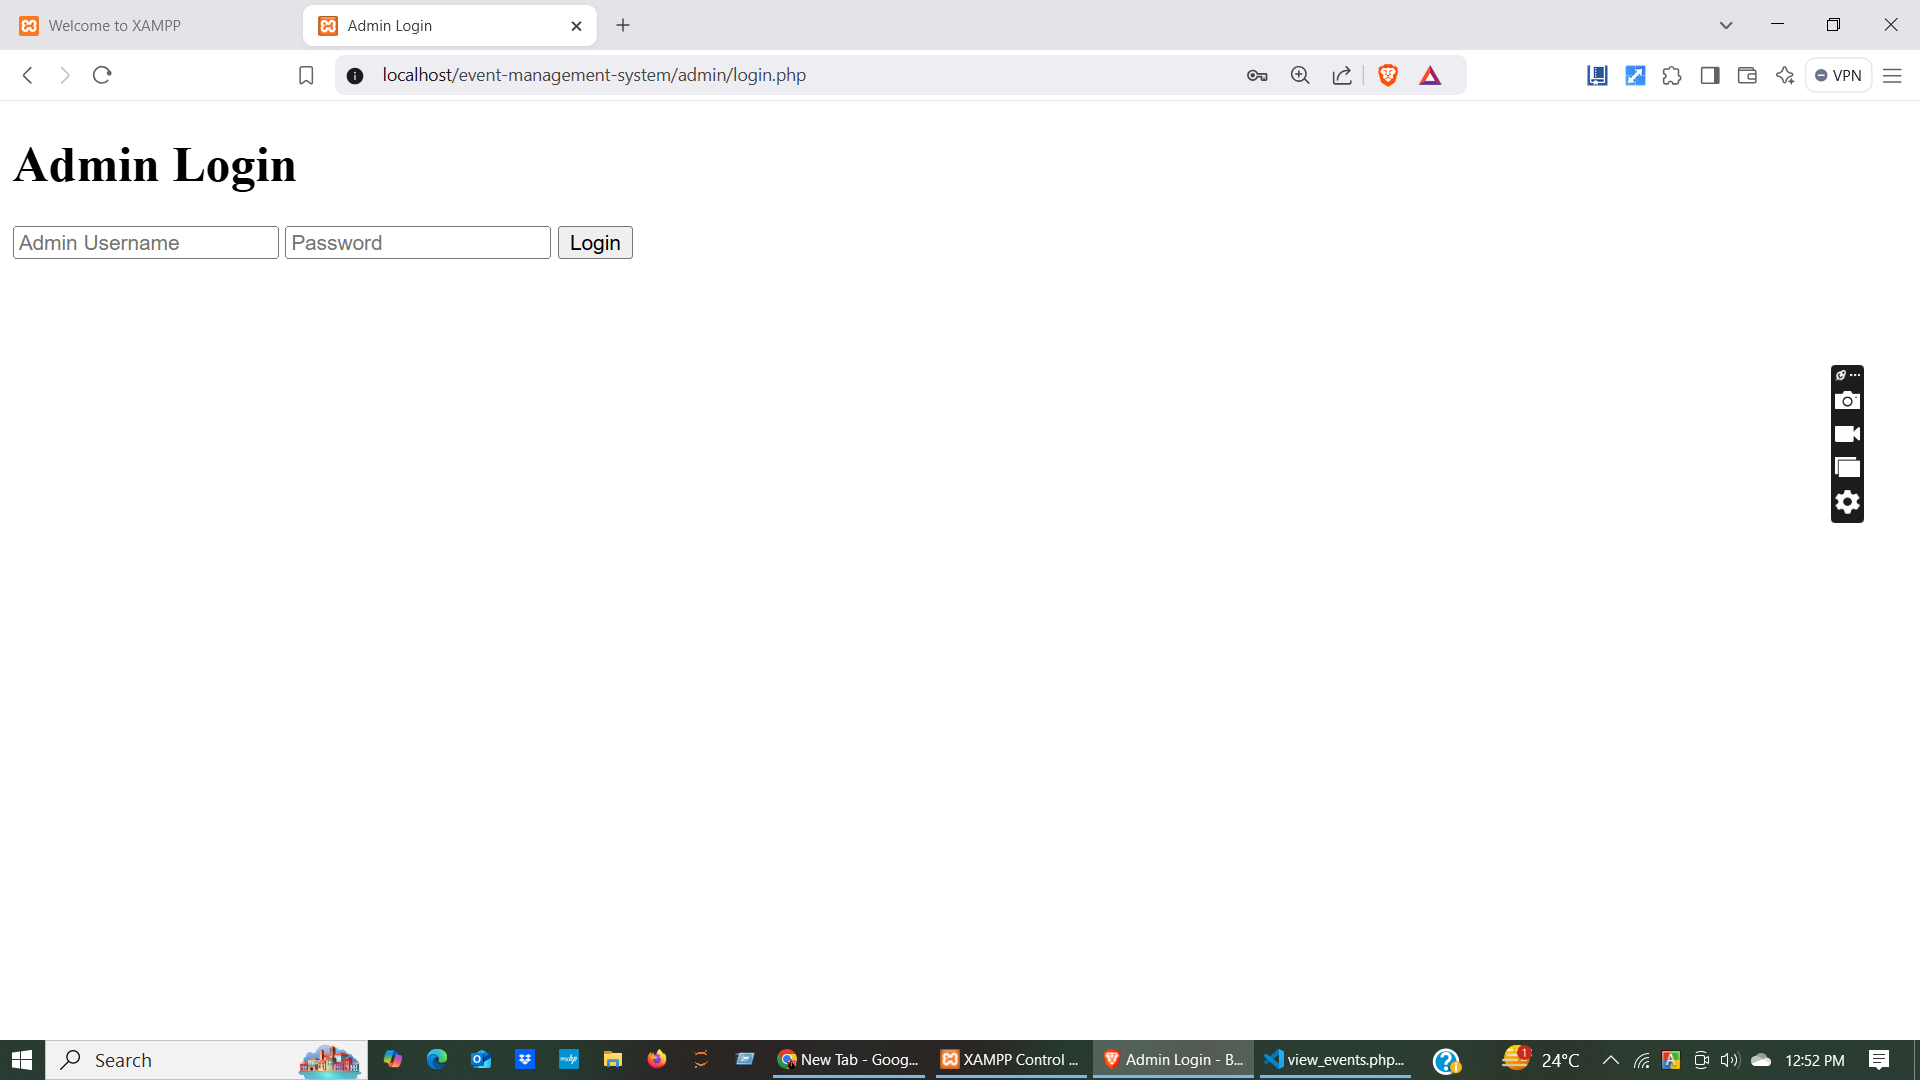 Welcome to XAMPP
Admin Login
localhost/event-management-system/admin/login.php
VPN
Admin Login
Admin Username
Password
Login
Search
New Tab - Goog...
XAMPP Control ...
Admin Login - B...
view_events.php...
1
24°C
12:52 PM